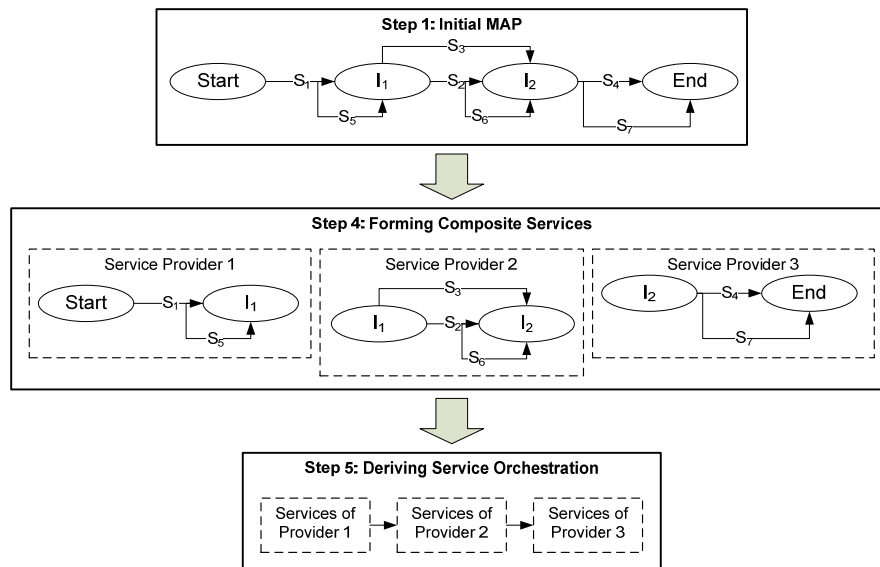 Step 1: Initial MAP
S3
Start
S1
I1
S2
I2
S4
End
S5
S6
S7
Step 4: Forming Composite Services
Service Provider 1
Start
S1
I1
S5
Service Provider 2
S3
I1
S2
I2
S6
Service Provider 3
I2
S4
End
S7
Step 5: Deriving Service Orchestration
Services of
Provider 1
Services of
Provider 2
Services of
Provider 3